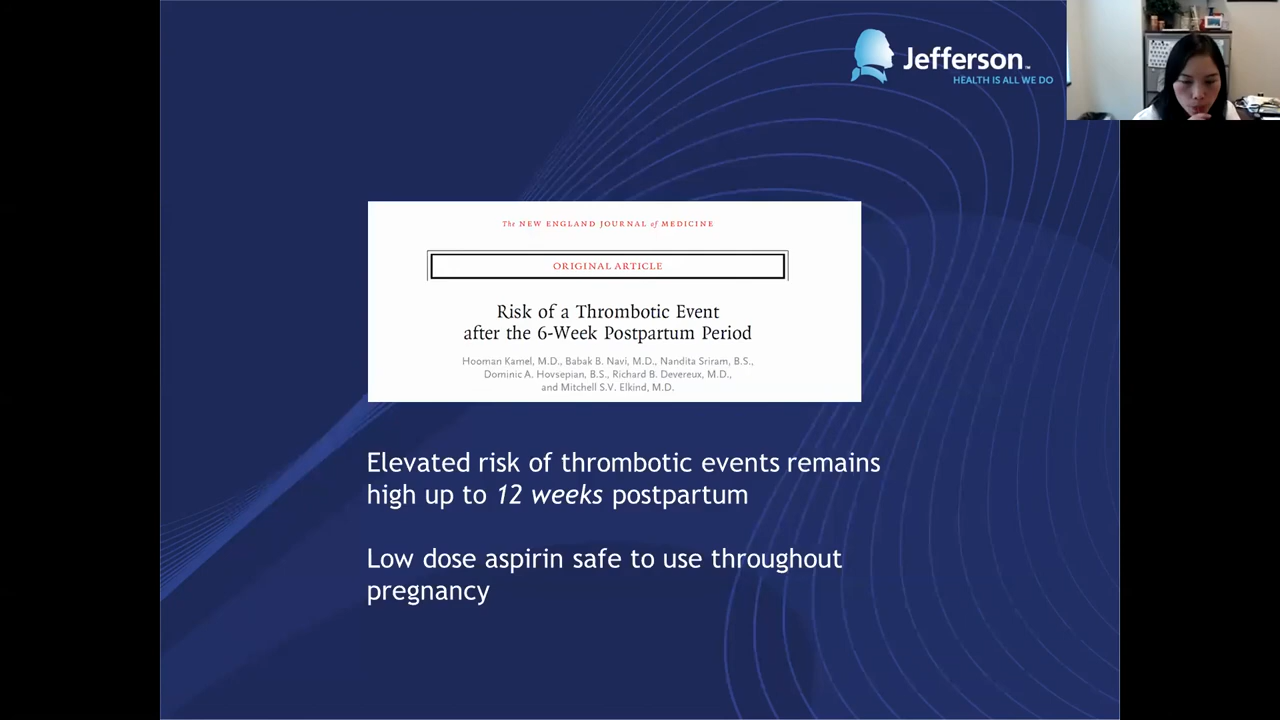 Jefferson™
HEALTH IS ALL WE DO
The NEW ENGLAND JOURNAL of MEDICINE
ORIGINAL ARTICLE
Risk of a Thrombotic Event
after the 6-Week Postpartum Period
Hooman Kamel, M.D., Babak B. Navi, M.D., Nandita Sriram, B.S.,
Dominic A. Hovsepian, B.S., Richard B. Devereux, M.D.,
and Mitchell S.V. Elkind, M.D.
Elevated risk of thrombotic events remains
high up to 12 weeks postpartum
Low dose aspirin safe to use throughout
pregnancy